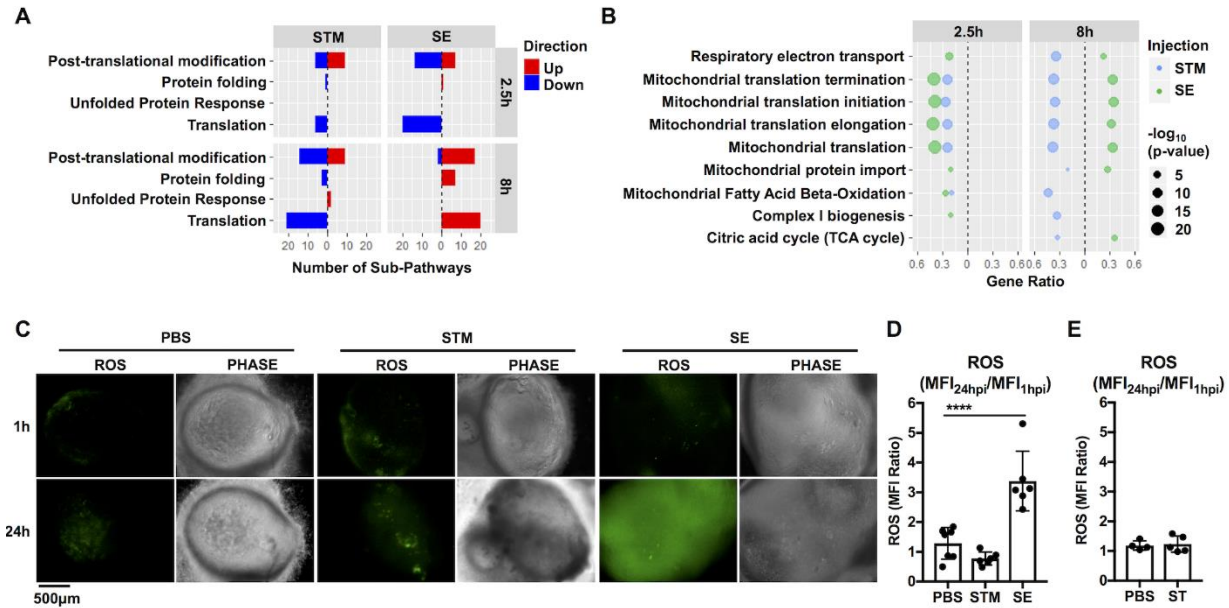 A
STM SE
Post-translational modification
Protein folding
Unfolded Protein Response
Translation
2.5h
Post-translational modification
Protein folding
Unfolded Protein Response
Translation
8h
20 10 0 10 20 20 10 0 10 20
Number of Sub-Pathways
Direction
Up
Down
B
2.5h 8h
Respiratory electron transport
Mitochondrial translation termination
Mitochondrial translation initiation
Mitochondrial translation elongation
Mitochondrial translation
Mitochondrial protein import
Mitochondrial Fatty Acid Beta-Oxidation
Complex I biogenesis
Citric acid cycle (TCA cycle)
0.6 0.3 0 0.3 0.6 0.3 0 0.3 0.6
Gene Ratio
Injection
STM
SE
-log10
(p-value)
5
10
15
20
C
PBS STM SE
ROS PHASE ROS PHASE ROS PHASE
1h
24h
500µm
D
ROS
(MFI24hpi/MFI1hpi)
ROS (MFI Ratio)
6
5
4
3
2
1
0
****
PBS STM SE
E
ROS
(MFI24hpi/MFI1hpi)
ROS (MFI Ratio)
6
5
4
3
2
1
0
PBS ST